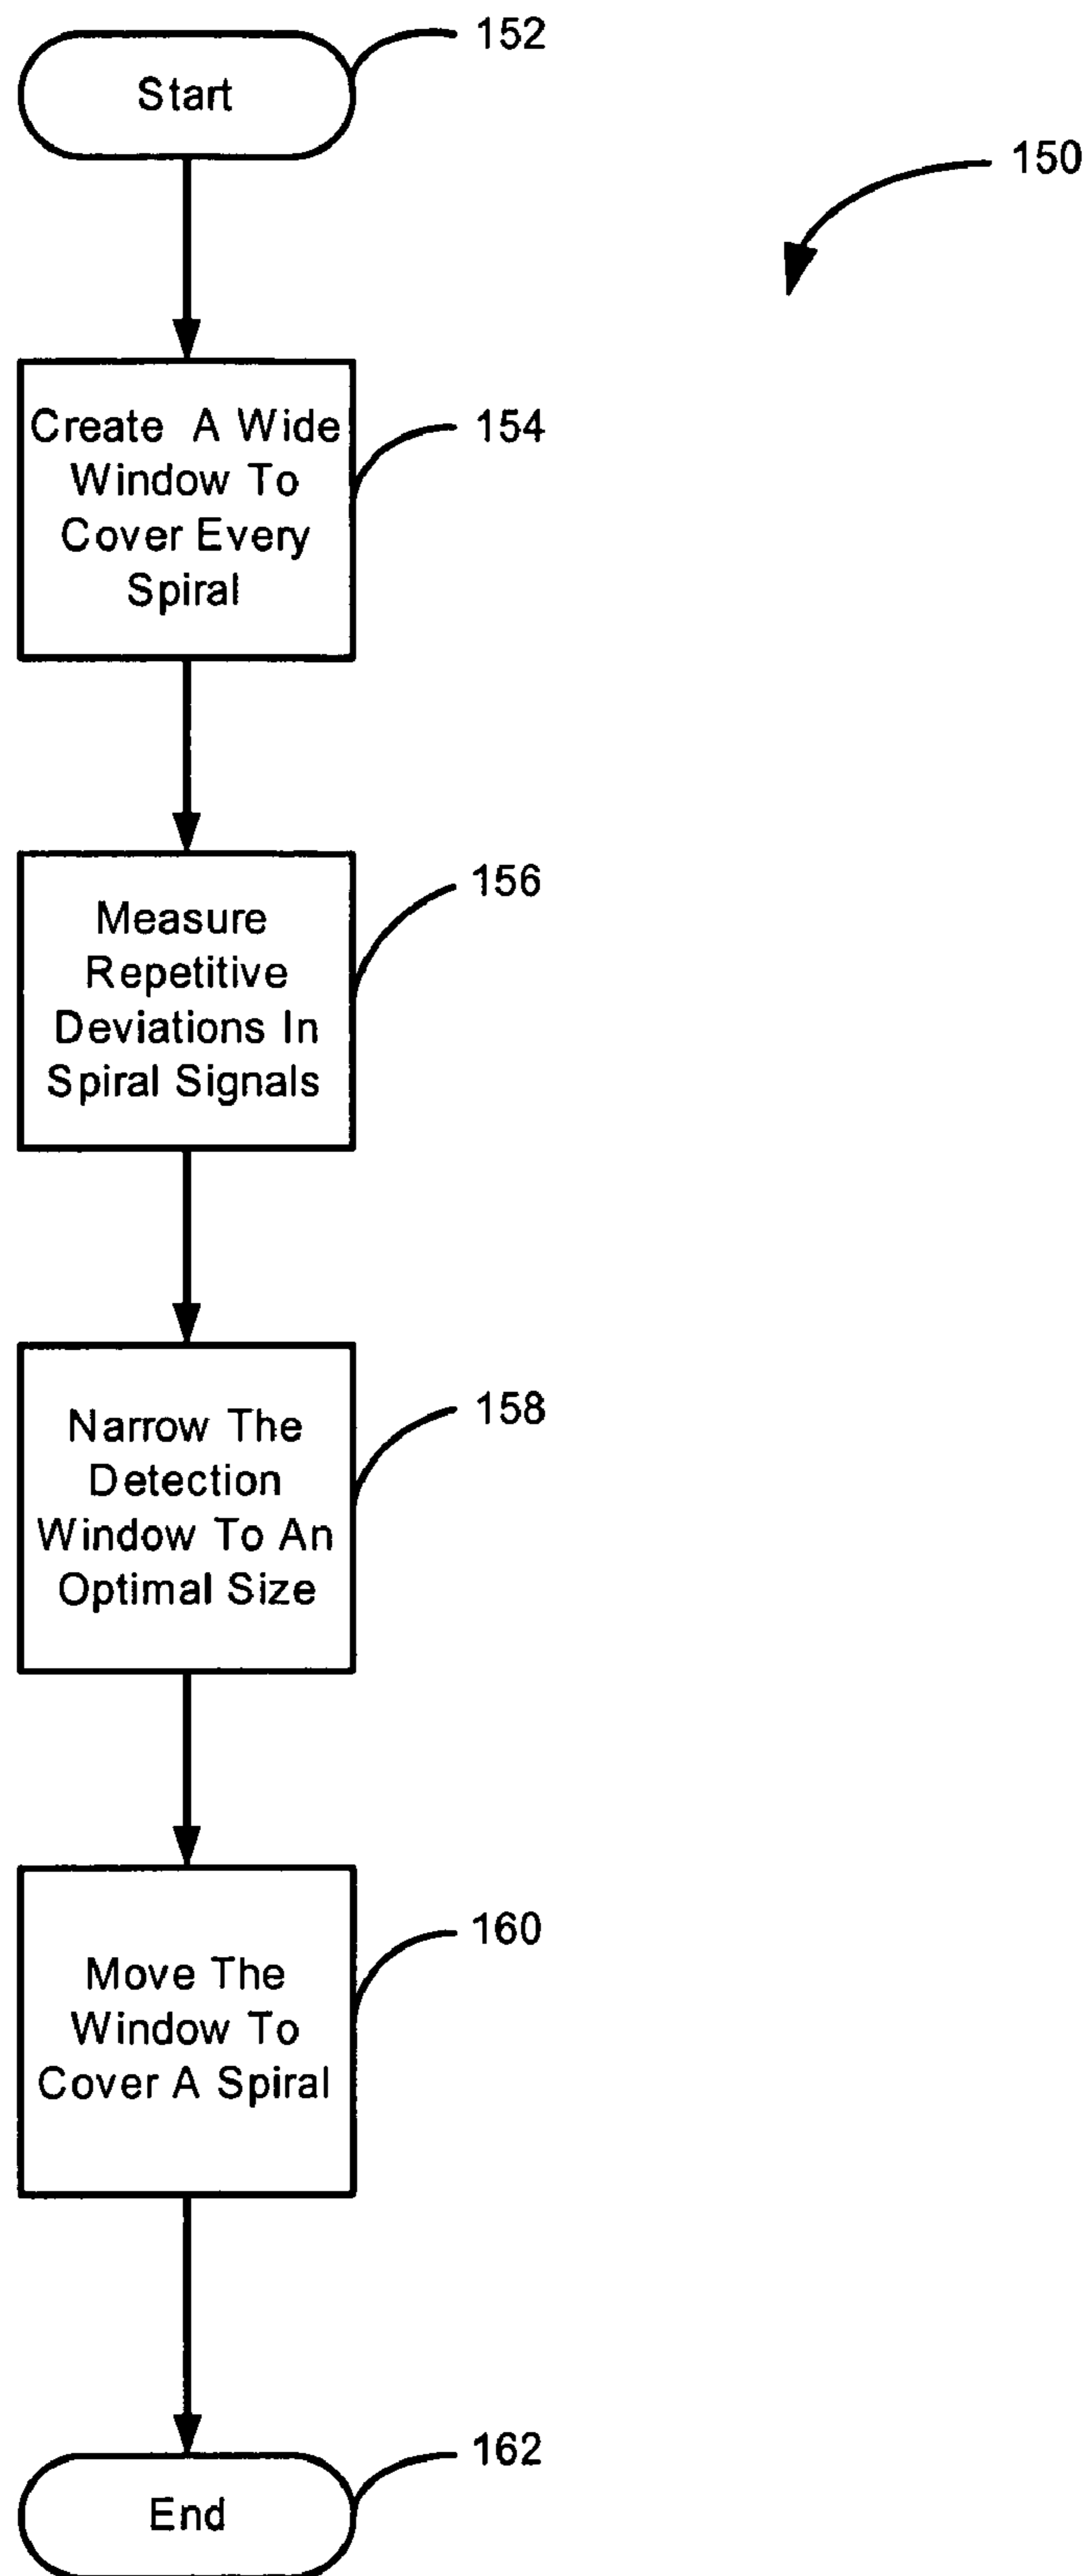 152
Start
150
Create A Wide
Window To
Cover Every
Spiral
154
Measure
Repetitive
Deviations In
Spiral Signals
156
Narrow The
Detection
Window To An
Optimal Size
158
Move The
Window To
Cover A Spiral
160
End
162